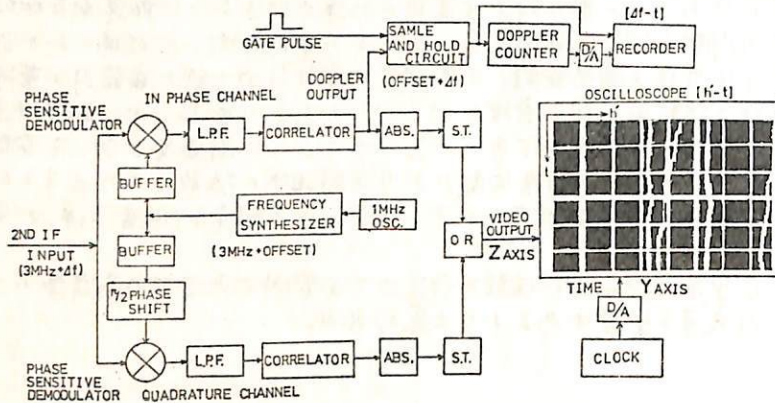 GATE PULSE
SAMLE
AND HOLD
CIRCUIT
(OFFSET+Δf)
DOPPLER
COUNTER
D/A
[Δf-t]
RECORDER
DOPPLER
OUTPUT
OSCILLOSCOPE [h'-t]
h'
t
PHASE
SENSITIVE
DEMODULATOR
IN PHASE CHANNEL
L.P.F.
CORRELATOR
ABS.
S.T.
BUFFER
FREQUENCY
SYNTHESIZER
1MHz
OSC.
(3MHz+OFFSET)
OR
VIDEO
OUTPUT
Z AXIS
2ND IF
INPUT
(3MHz+Δf)
BUFFER
π/2 PHASE
SHIFT
TIME
Y AXIS
D/A
CLOCK
L.P.F.
CORRELATOR
ABS.
S.T.
PHASE
SENSITIVE
DEMODULATOR
QUADRATURE CHANNEL